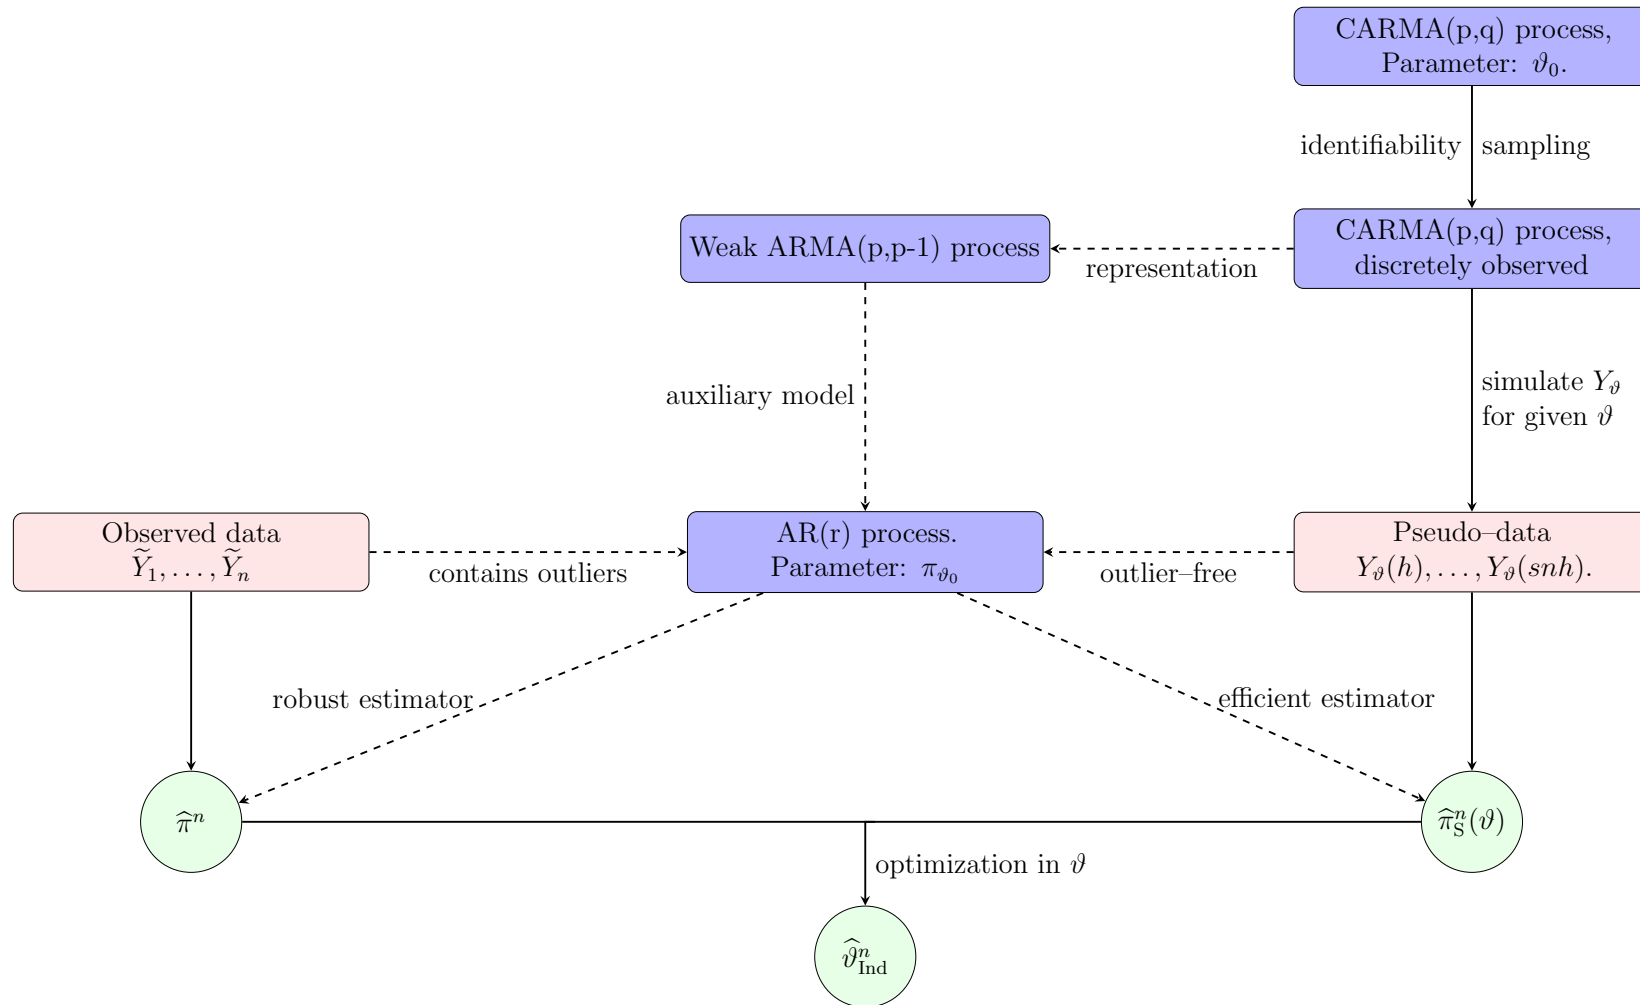 CARMA(p,q) process,
Parameter: ϑ₀.
identifiability
sampling
Weak ARMA(p,p-1) process
CARMA(p,q) process,
discretely observed
representation
auxiliary model
simulate Y_ϑ
for given ϑ
Observed data
Ỹ₁, …, Ỹₙ
contains outliers
AR(r) process.
Parameter: π_{ϑ₀}
outlier–free
Pseudo–data
Y_ϑ(h), …, Y_ϑ(snh).
robust estimator
efficient estimator
π̂ⁿ
π̂ⁿ_S(ϑ)
optimization in ϑ
ϑ̂ⁿ_Ind